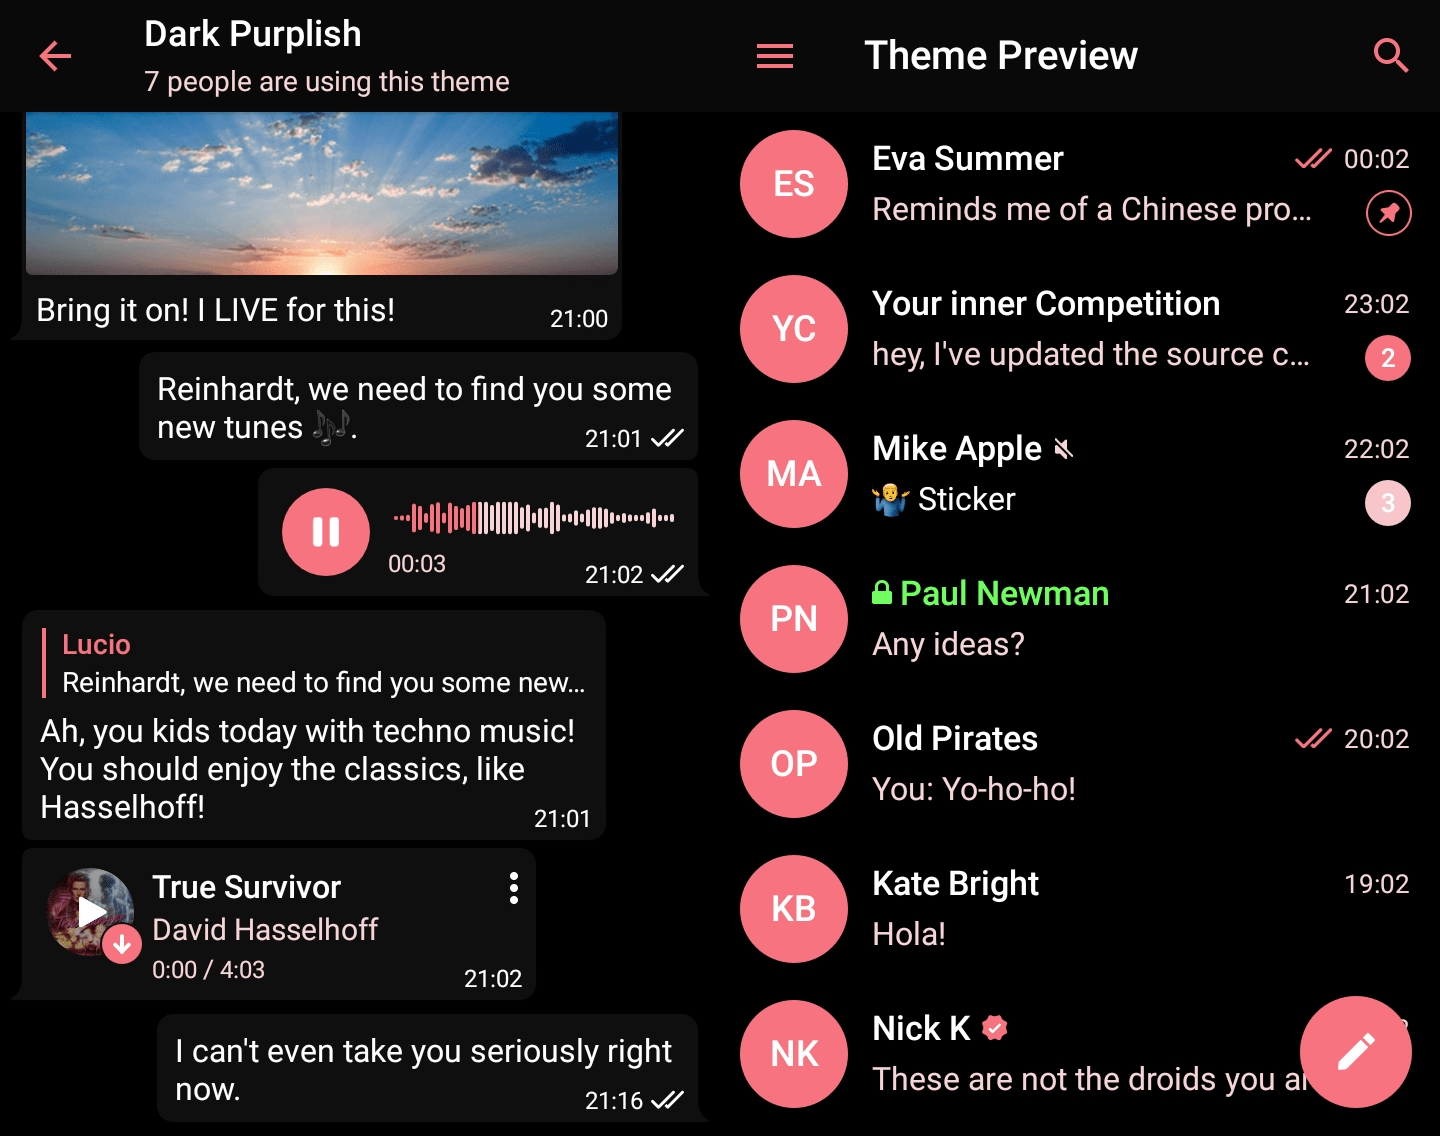 Dark Purplish
7 people are using this theme
Bring it on! I LIVE for this!
21:00
Reinhardt, we need to find you some
new tunes 🎶.
21:01
00:03
21:02
Lucio
Reinhardt, we need to find you some new...
Ah, you kids today with techno music!
You should enjoy the classics, like
Hasselhoff!
21:01
True Survivor
David Hasselhoff
0:00 / 4:03
21:02
I can't even take you seriously right
now.
21:16
Theme Preview
ES
Eva Summer
00:02
Reminds me of a Chinese pro...
YC
Your inner Competition
23:02
hey, I've updated the source c...
2
MA
Mike Apple
22:02
🤷‍♂️ Sticker
3
PN
Paul Newman
21:02
Any ideas?
OP
Old Pirates
20:02
You: Yo-ho-ho!
KB
Kate Bright
19:02
Hola!
NK
Nick K
These are not the droids you